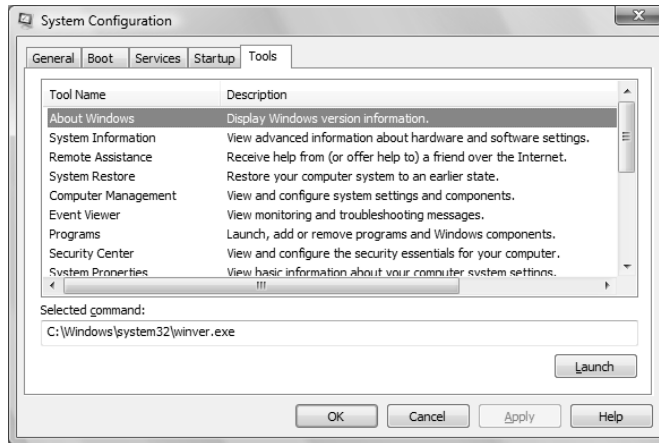 System Configuration
General Boot Services Startup Tools
Tool Name Description
About Windows Display Windows version information.
System Information View advanced information about hardware and software settings.
Remote Assistance Receive help from (or offer help to) a friend over the Internet.
System Restore Restore your computer system to an earlier state.
Computer Management View and configure system settings and components.
Event Viewer View monitoring and troubleshooting messages.
Programs Launch, add or remove programs and Windows components.
Security Center View and configure the security essentials for your computer.
System Properties View basic information about your computer system settings.
Selected command:
C:\Windows\system32\winver.exe
Launch
OK Cancel Apply Help